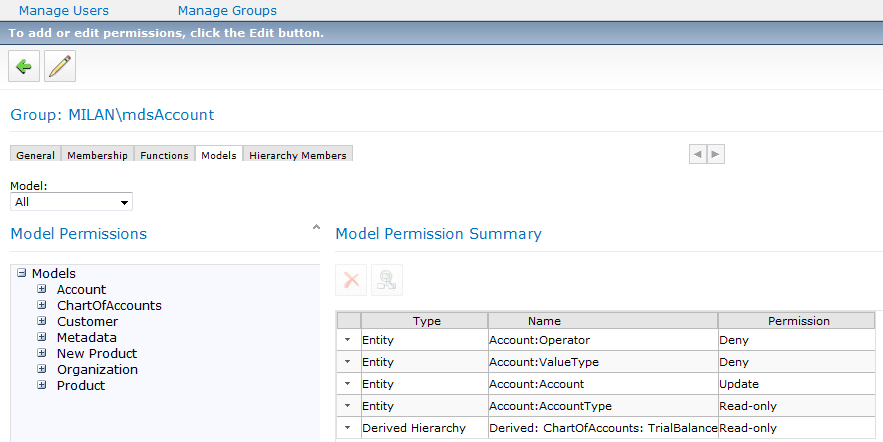 Manage Users Manage Groups
To add or edit permissions, click the Edit button.
Group: MILAN\mdsAccount
General Membership Functions Models Hierarchy Members
Model:
All
Model Permissions
Models
Account
ChartOfAccounts
Customer
Metadata
New Product
Organization
Product
Model Permission Summary
Type Name Permission
Entity Account:Operator Deny
Entity Account:ValueType Deny
Entity Account:Account Update
Entity Account:AccountType Read-only
Derived Hierarchy Derived: ChartOfAccounts: TrialBalance Read-only